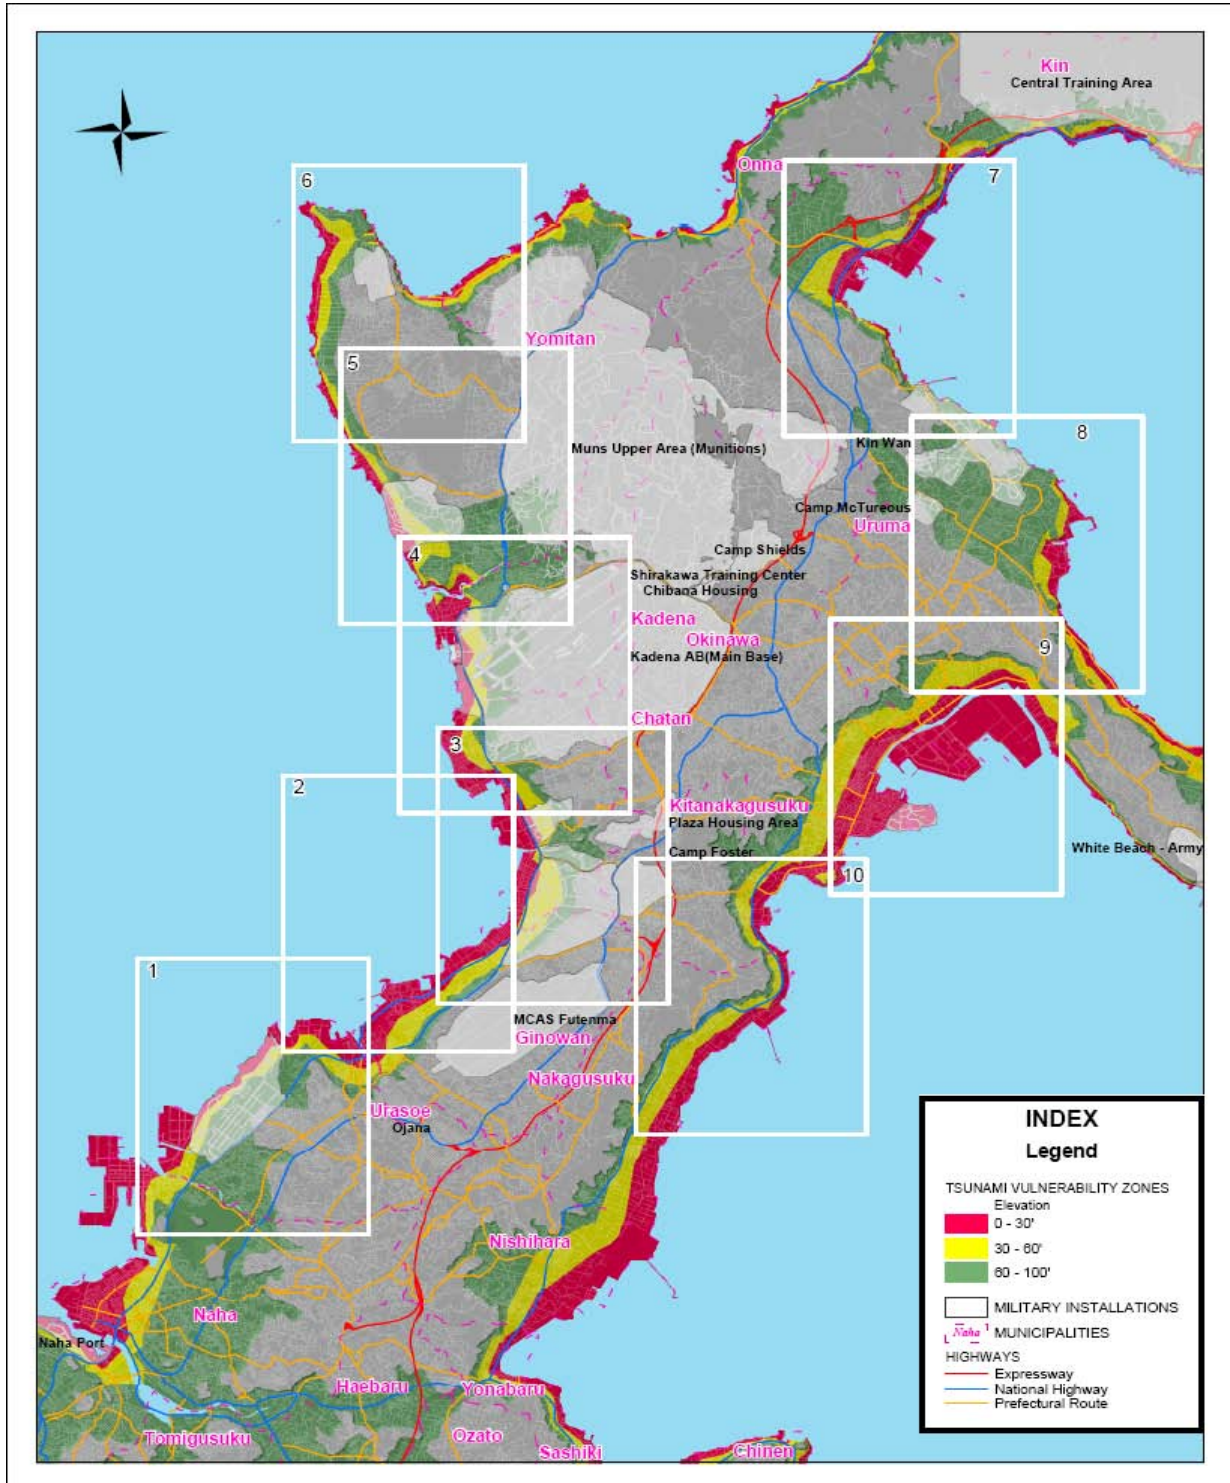 Kin
Central Training Area
Onna
6
7
Yomitan
5
Muns Upper Area (Munitions)
Kin Wan
8
Camp McTureous
Uruma
4
Camp Shields
Shirakawa Training Center
Chibana Housing
Kadena
Okinawa
Kadena AB(Main Base)
9
Chatan
3
2
Kitanakagusuku
Plaza Housing Area
Camp Foster
White Beach - Army
10
1
MCAS Futenma
Ginowan
Nakagusuku
Urasoe
Ojana
Nishihara
Naha
Naha Port
Haebaru
Yonabaru
Tomigusuku
Ozato
Sashiki
Chinen
INDEX
Legend
TSUNAMI VULNERABILITY ZONES
Elevation
0 - 30'
30 - 60'
60 - 100'
MILITARY INSTALLATIONS
Naha MUNICIPALITIES
HIGHWAYS
Expressway
National Highway
Prefectural Route